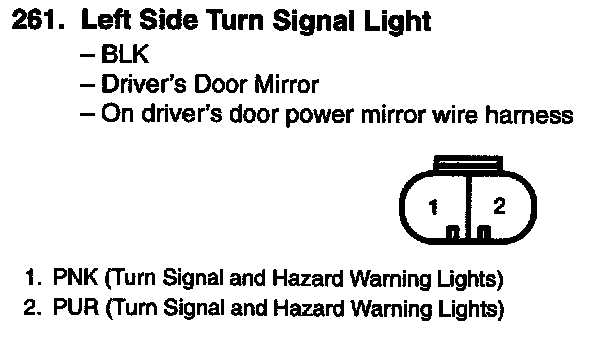 261. Left Side Turn Signal Light
– BLK
– Driver's Door Mirror
– On driver's door power mirror wire harness
1 2
1. PNK (Turn Signal and Hazard Warning Lights)
2. PUR (Turn Signal and Hazard Warning Lights)